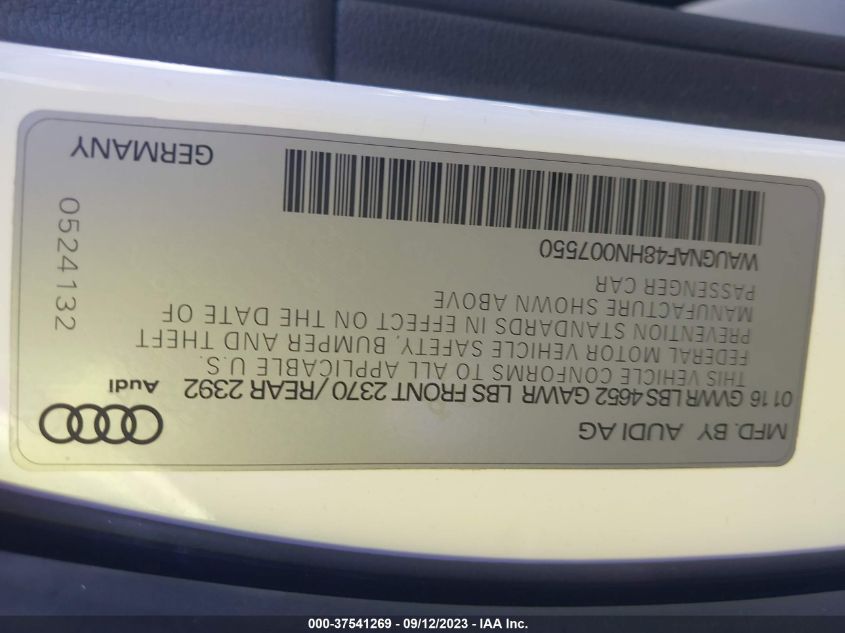 MFD. BY AUDI AG
0116 GVWR LBS 4652 GAWR LBS FRONT 2370/REAR 2392
THIS VEHICLE CONFORMS TO ALL APPLICABLE U.S.
FEDERAL MOTOR VEHICLE SAFETY, BUMPER AND THEFT
PREVENTION STANDARDS IN EFFECT ON THE DATE OF
MANUFACTURE SHOWN ABOVE
PASSENGER CAR
WAUGNAF48HN007550
Audi
0524132
GERMANY
000-37541269 - 09/12/2023 - IAA Inc.